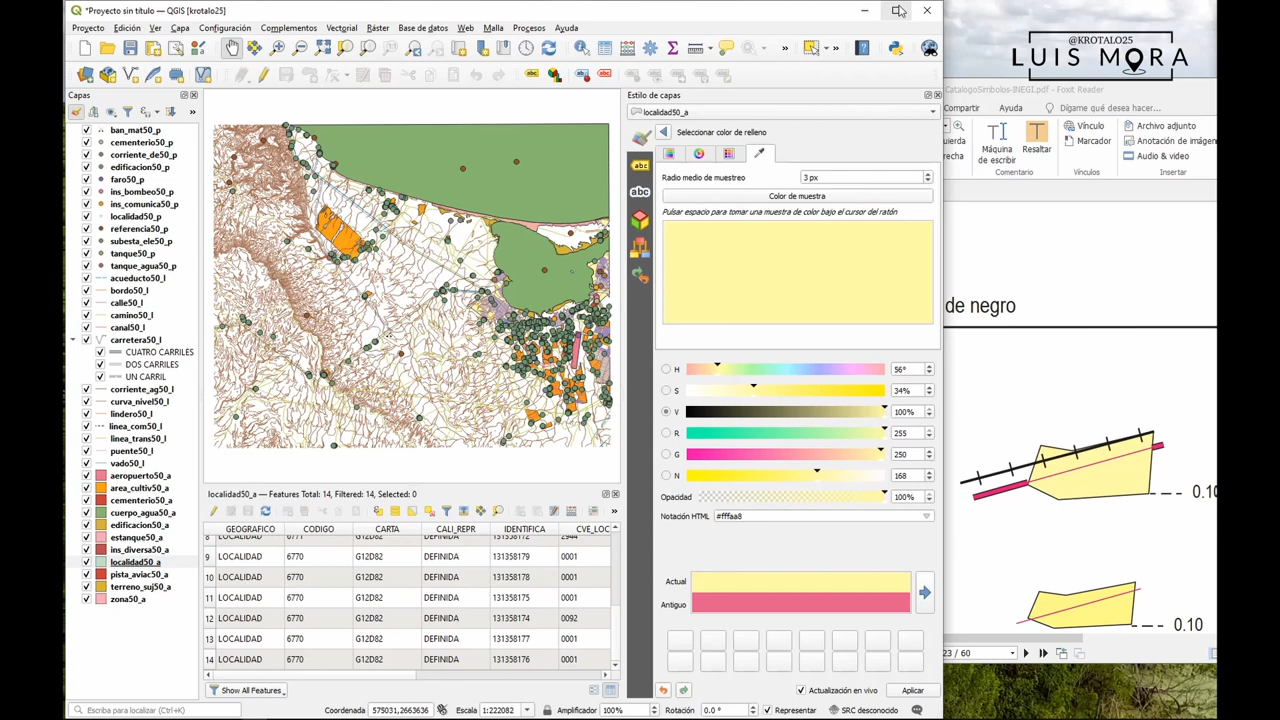 *Proyecto sin título — QGIS [krotalo25]
Proyecto Edición Ver Capa Configuración Complementos Vectorial Ráster Base de datos Web Malla Procesos Ayuda
@KROTALO25
LUIS MORA
CatalogoSimbolos-INEGI.pdf - Foxit Reader
Compartir Ayuda Dígame qué desea hacer...
Máquina de escribir
Resaltar
Vínculo
Marcador
Archivo adjunto
Anotación de imágen
Audio & video
Comentario Vínculos Insertar
Capas
ban_mat50_p
cementerio50_p
corriente_de50_p
edificacion50_p
faro50_p
ins_bombeo50_p
ins_comunica50_p
localidad50_p
referencia50_p
subesta_ele50_p
tanque50_p
tanque_agua50_p
acueducto50_l
bordo50_l
calle50_l
camino50_l
canal50_l
carretera50_l
CUATRO CARRILES
DOS CARRILES
UN CARRIL
corriente_ag50_l
curva_nivel50_l
lindero50_l
linea_com50_l
linea_trans50_l
puente50_l
vado50_l
aeropuerto50_a
area_cultiv50_a
cementerio50_a
cuerpo_agua50_a
edificacion50_a
estanque50_a
ins_diversa50_a
localidad50_a
pista_aviac50_a
terreno_suj50_a
zona50_a
Estilo de capas
localidad50_a
Seleccionar color de relleno
Radio medio de muestreo 3 px
Color de muestra
Pulsar espacio para tomar una muestra de color bajo el cursor del ratón
H 56°
S 34%
V 100%
R 255
G 250
N 168
Opacidad 100%
Notación HTML #fffaa8
Actual
Antiguo
Actualización en vivo Aplicar
localidad50_a — Features Total: 14, Filtered: 14, Selected: 0
GEOGRAFICO CODIGO CARTA CALI_REPR IDENTIFICA CVE_LOC
9 LOCALIDAD 6770 G12D82 DEFINIDA 131358179 0001
10 LOCALIDAD 6770 G12D82 DEFINIDA 131358178 0001
11 LOCALIDAD 6770 G12D82 DEFINIDA 131358175 0001
12 LOCALIDAD 6770 G12D82 DEFINIDA 131358174 0092
13 LOCALIDAD 6770 G12D82 DEFINIDA 131358177 0001
14 LOCALIDAD 6770 G12D82 DEFINIDA 131358176 0001
Show All Features
Escriba para localizar (Ctrl+K)
Coordenada 575031,2663636 Escala 1:222082 Amplificador 100% Rotación 0.0 ° Representar SRC desconocido
de negro
0.10
0.10
23 / 60